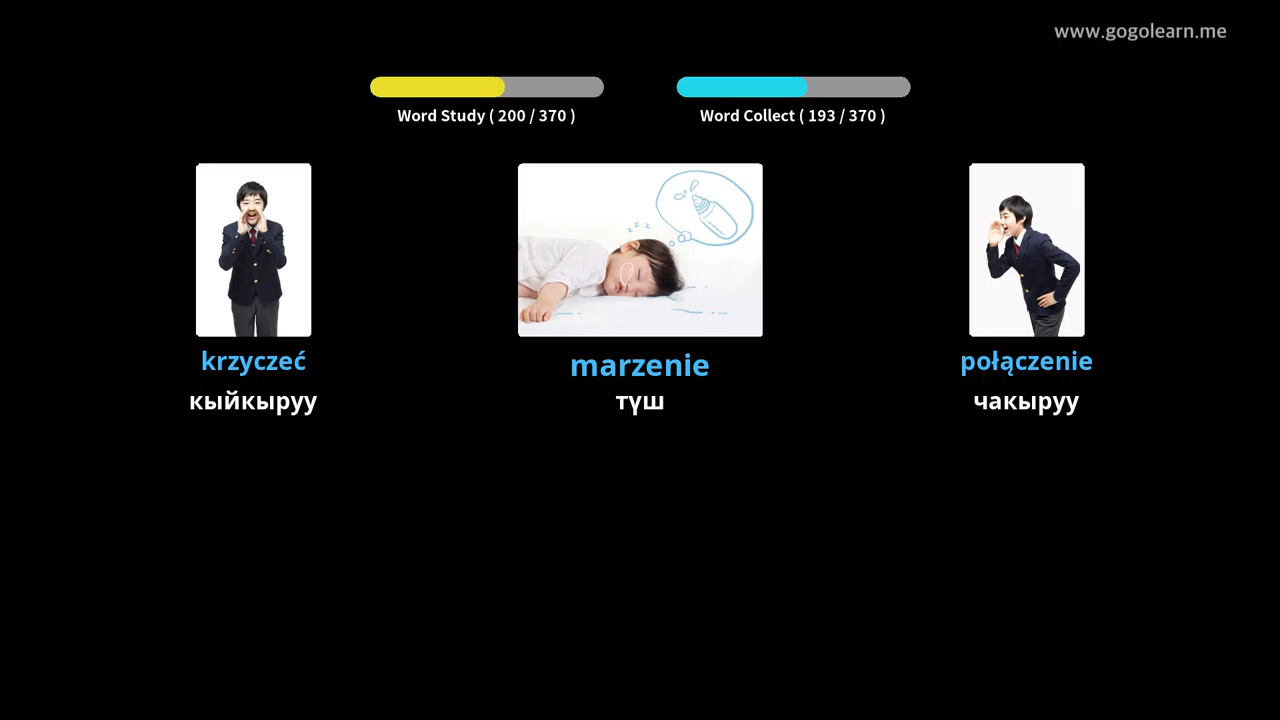 www.gogolearn.me
Word Study ( 200 / 370 )
Word Collect ( 193 / 370 )
krzyczeć
кыйкыруу
marzenie
түш
połączenie
чакыруу